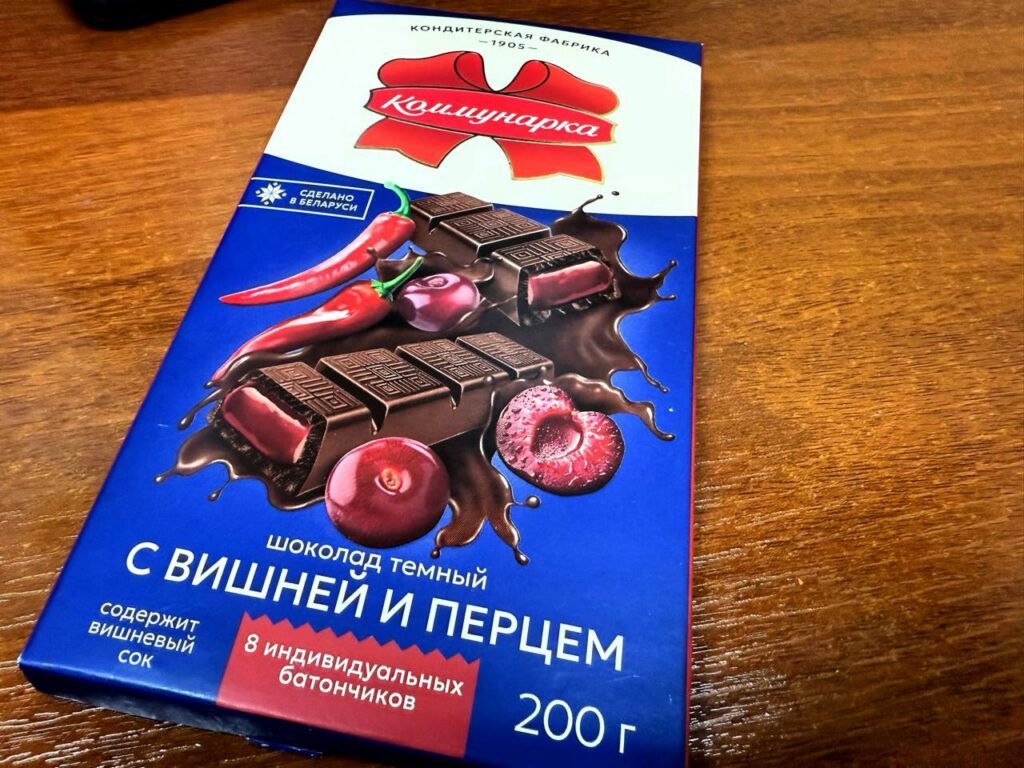 КОНДИТЕРСКАЯ ФАБРИКА
—1905—
Коммунарка
СДЕЛАНО
В БЕЛАРУСИ
ШОКОЛАД ТЕМНЫЙ
С ВИШНЕЙ И ПЕРЦЕМ
содержит
вишневый
сок
8 индивидуальных
батончиков
200 г